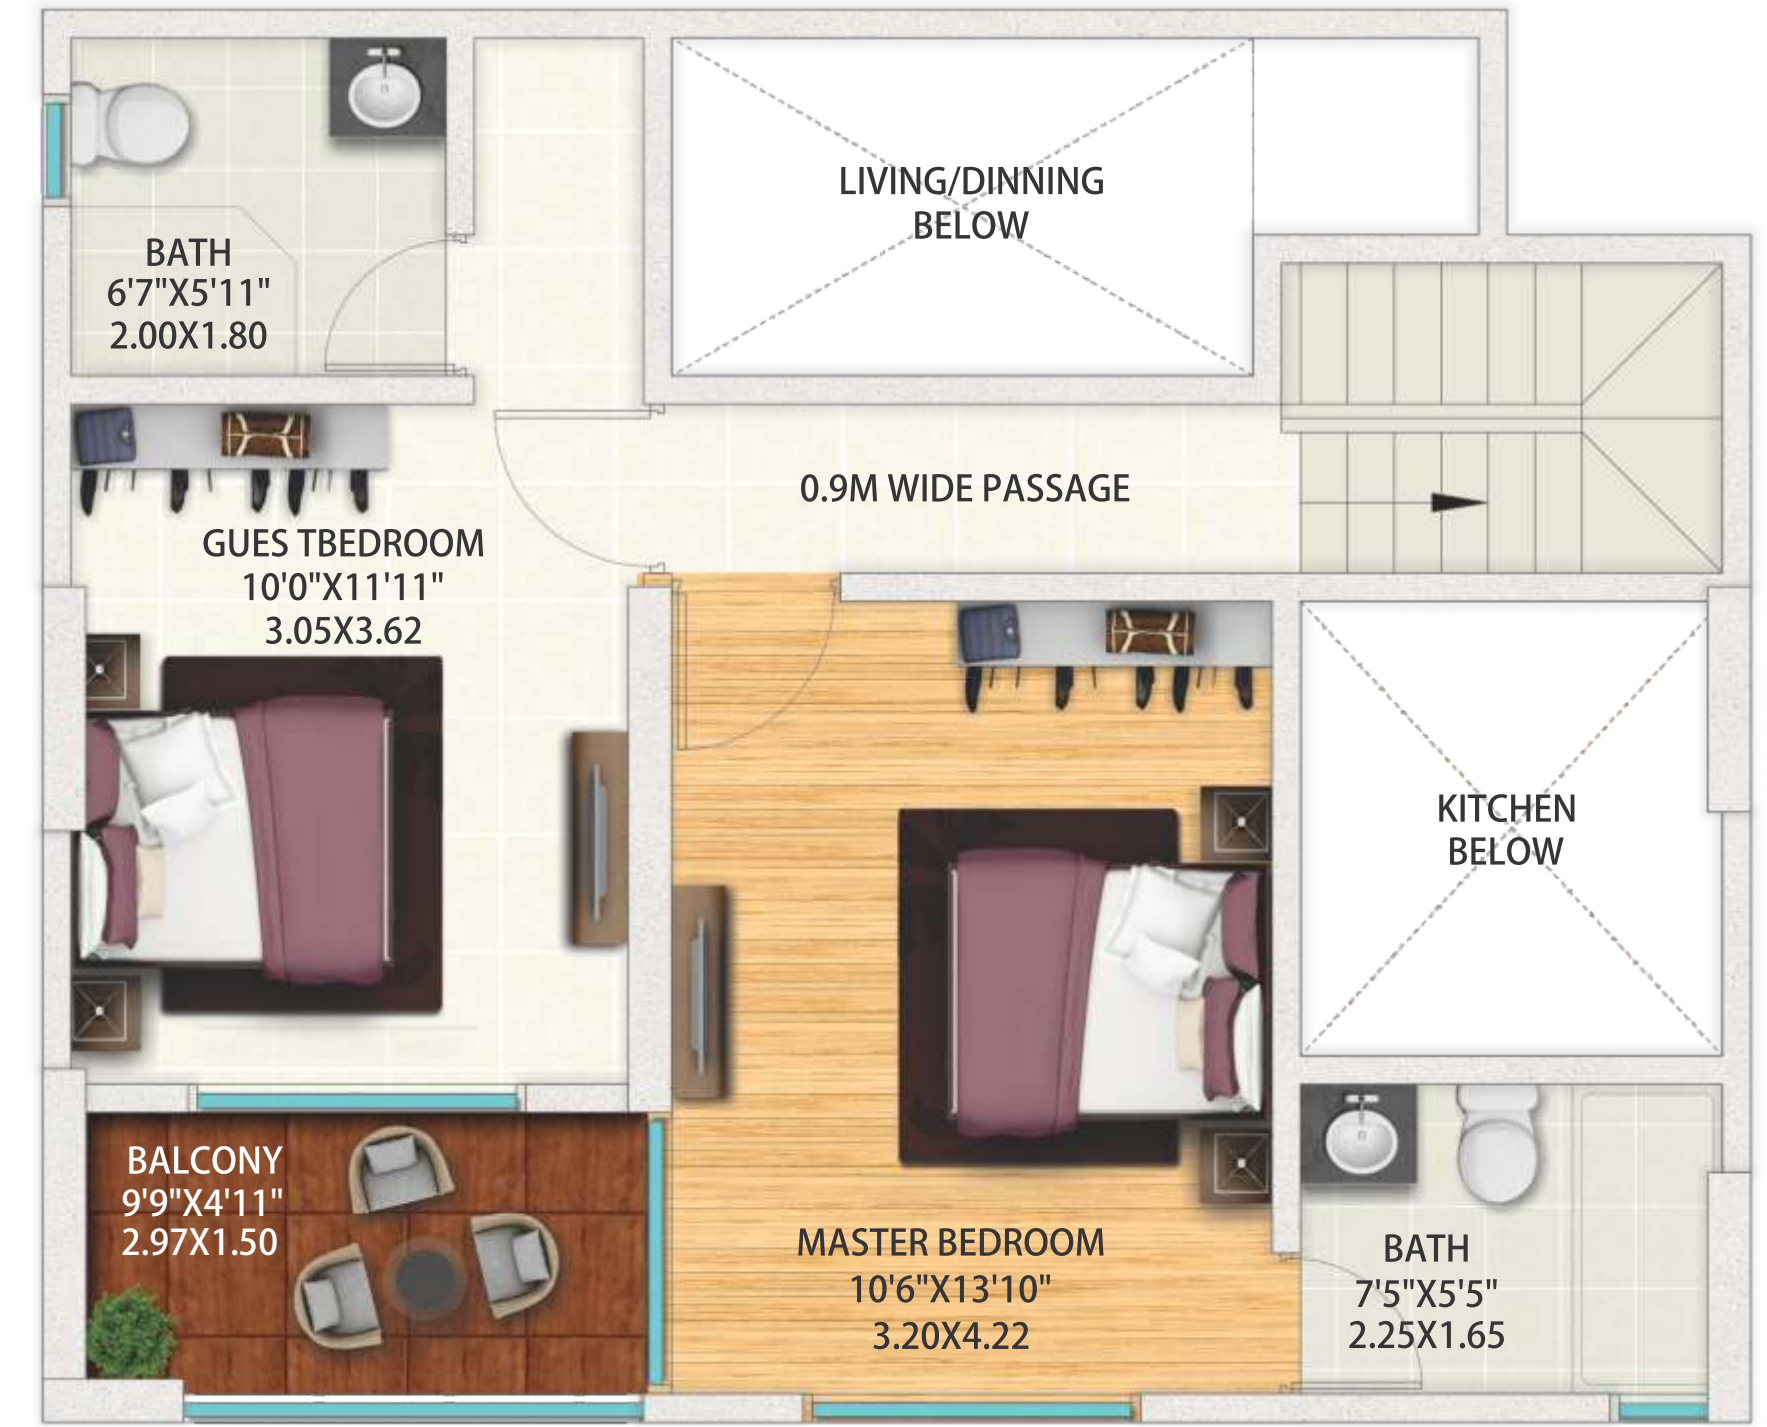 LIVING/DINNING
BELOW
BATH
6'7"X5'11"
2.00X1.80
0.9M WIDE PASSAGE
GUES TBEDROOM
10'0"X11'11"
3.05X3.62
KITCHEN
BELOW
BALCONY
9'9"X4'11"
2.97X1.50
MASTER BEDROOM
10'6"X13'10"
3.20X4.22
BATH
7'5"X5'5"
2.25X1.65